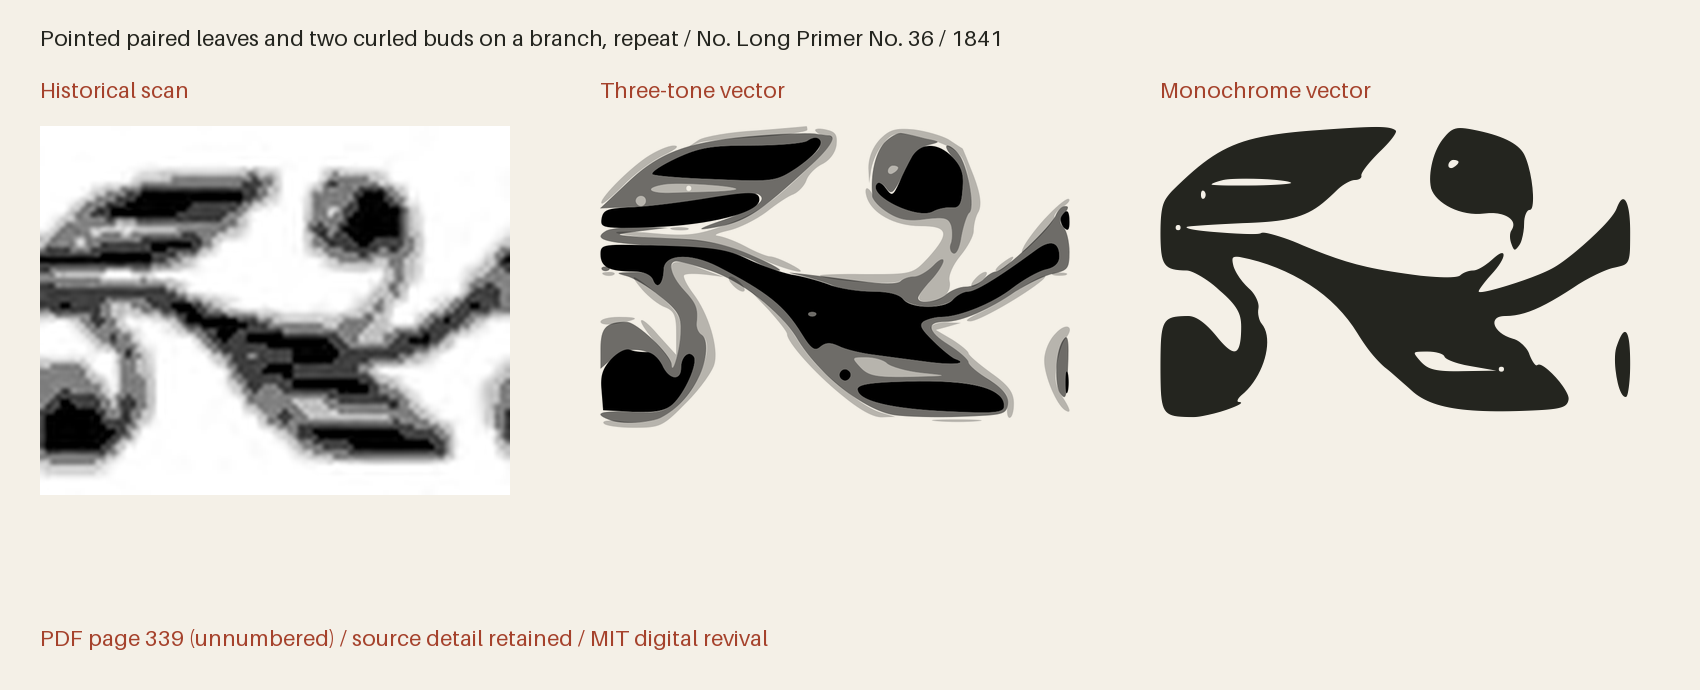 Pointed paired leaves and two curled buds on a branch, repeat / No. Long Primer No. 36 / 1841
Historical scan
Three-tone vector
Monochrome vector
PDF page 339 (unnumbered) / source detail retained / MIT digital revival